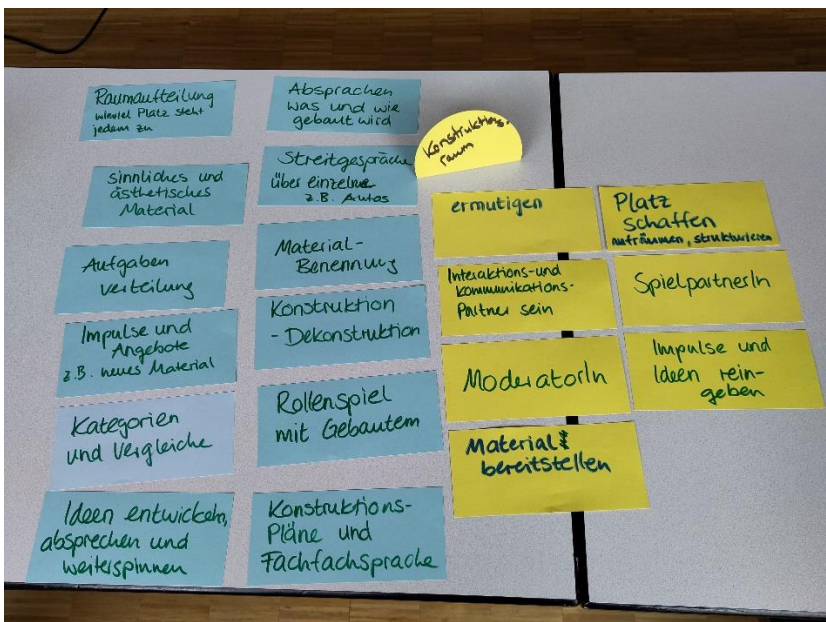 Raumaufteilung
wieviel Platz steht
jedem zu
sinnliches und
ästhetisches
Material
Aufgaben
verteilung
Impulse und
Angebote
z.B. neues Material
Kategorien
und Vergleiche
Ideen entwickeln,
absprechen und
weiterspinnen
Absprachen
was und wie
gebaut wird
Streitgespräche
über einzelne
z.B. Autos
Material-
Benennung
Konstruktion
- Dekonstruktion
Rollenspiel
mit Gebautem
Konstruktions-
Pläne und
Fachfachsprache
Konstruktions-
raum
ermutigen
Interaktions- und
Kommunikations-
Partner sein
ModeratorIn
Material
bereitstellen
Platz
schaffen
aufräumen, strukturieren
SpielpartnerIn
Impulse und
Ideen rein-
geben